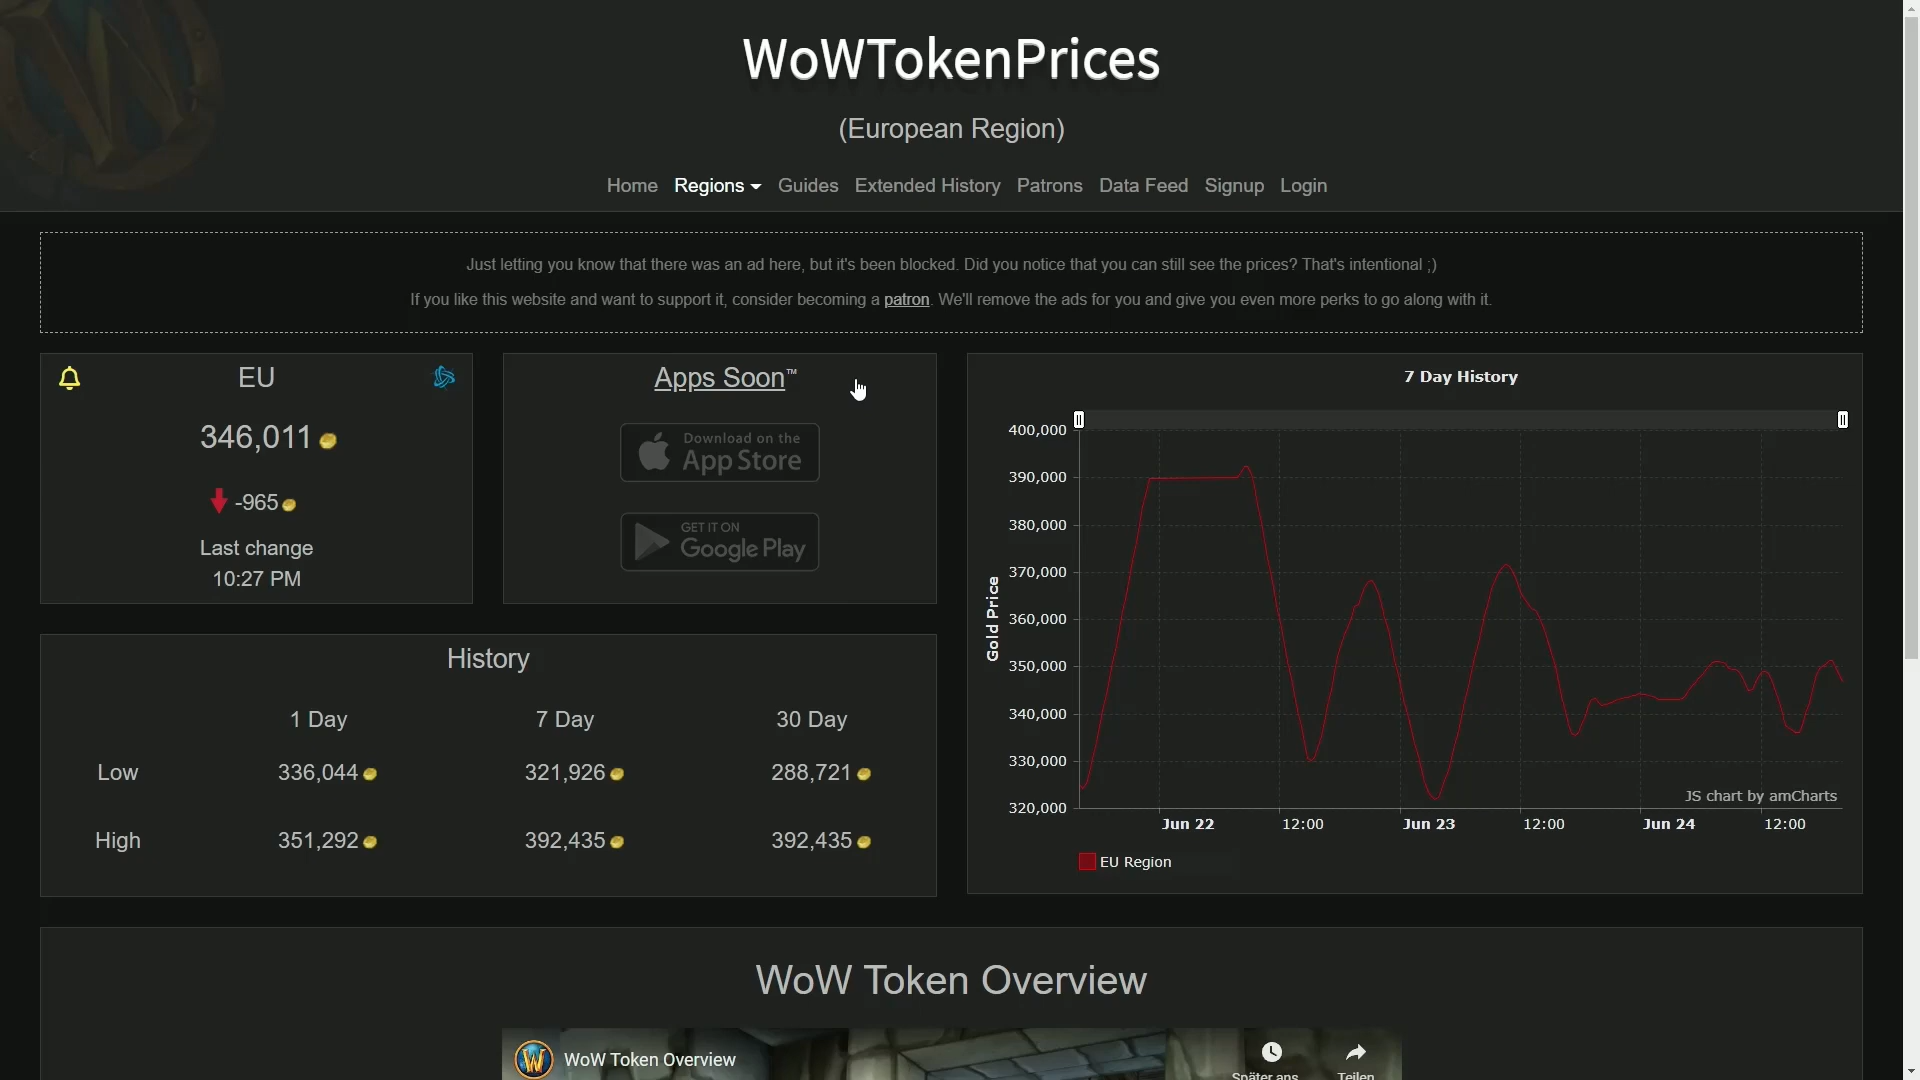 WoWTokenPrices
(European Region)
Home Regions Guides Extended History Patrons Data Feed Signup Login
Just letting you know that there was an ad here, but it's been blocked. Did you notice that you can still see the prices? That's intentional ;)
If you like this website and want to support it, consider becoming a patron. We'll remove the ads for you and give you even more perks to go along with it.
EU
346,011
-965
Last change
10:27 PM
Apps Soon™
Download on the
App Store
GET IT ON
Google Play
History
1 Day 7 Day 30 Day
Low 336,044 321,926 288,721
High 351,292 392,435 392,435
7 Day History
Gold Price
400,000
390,000
380,000
370,000
360,000
350,000
340,000
330,000
320,000
JS chart by amCharts
Jun 22 12:00 Jun 23 12:00 Jun 24 12:00
EU Region
WoW Token Overview
WoW Token Overview
Später ans Teilen